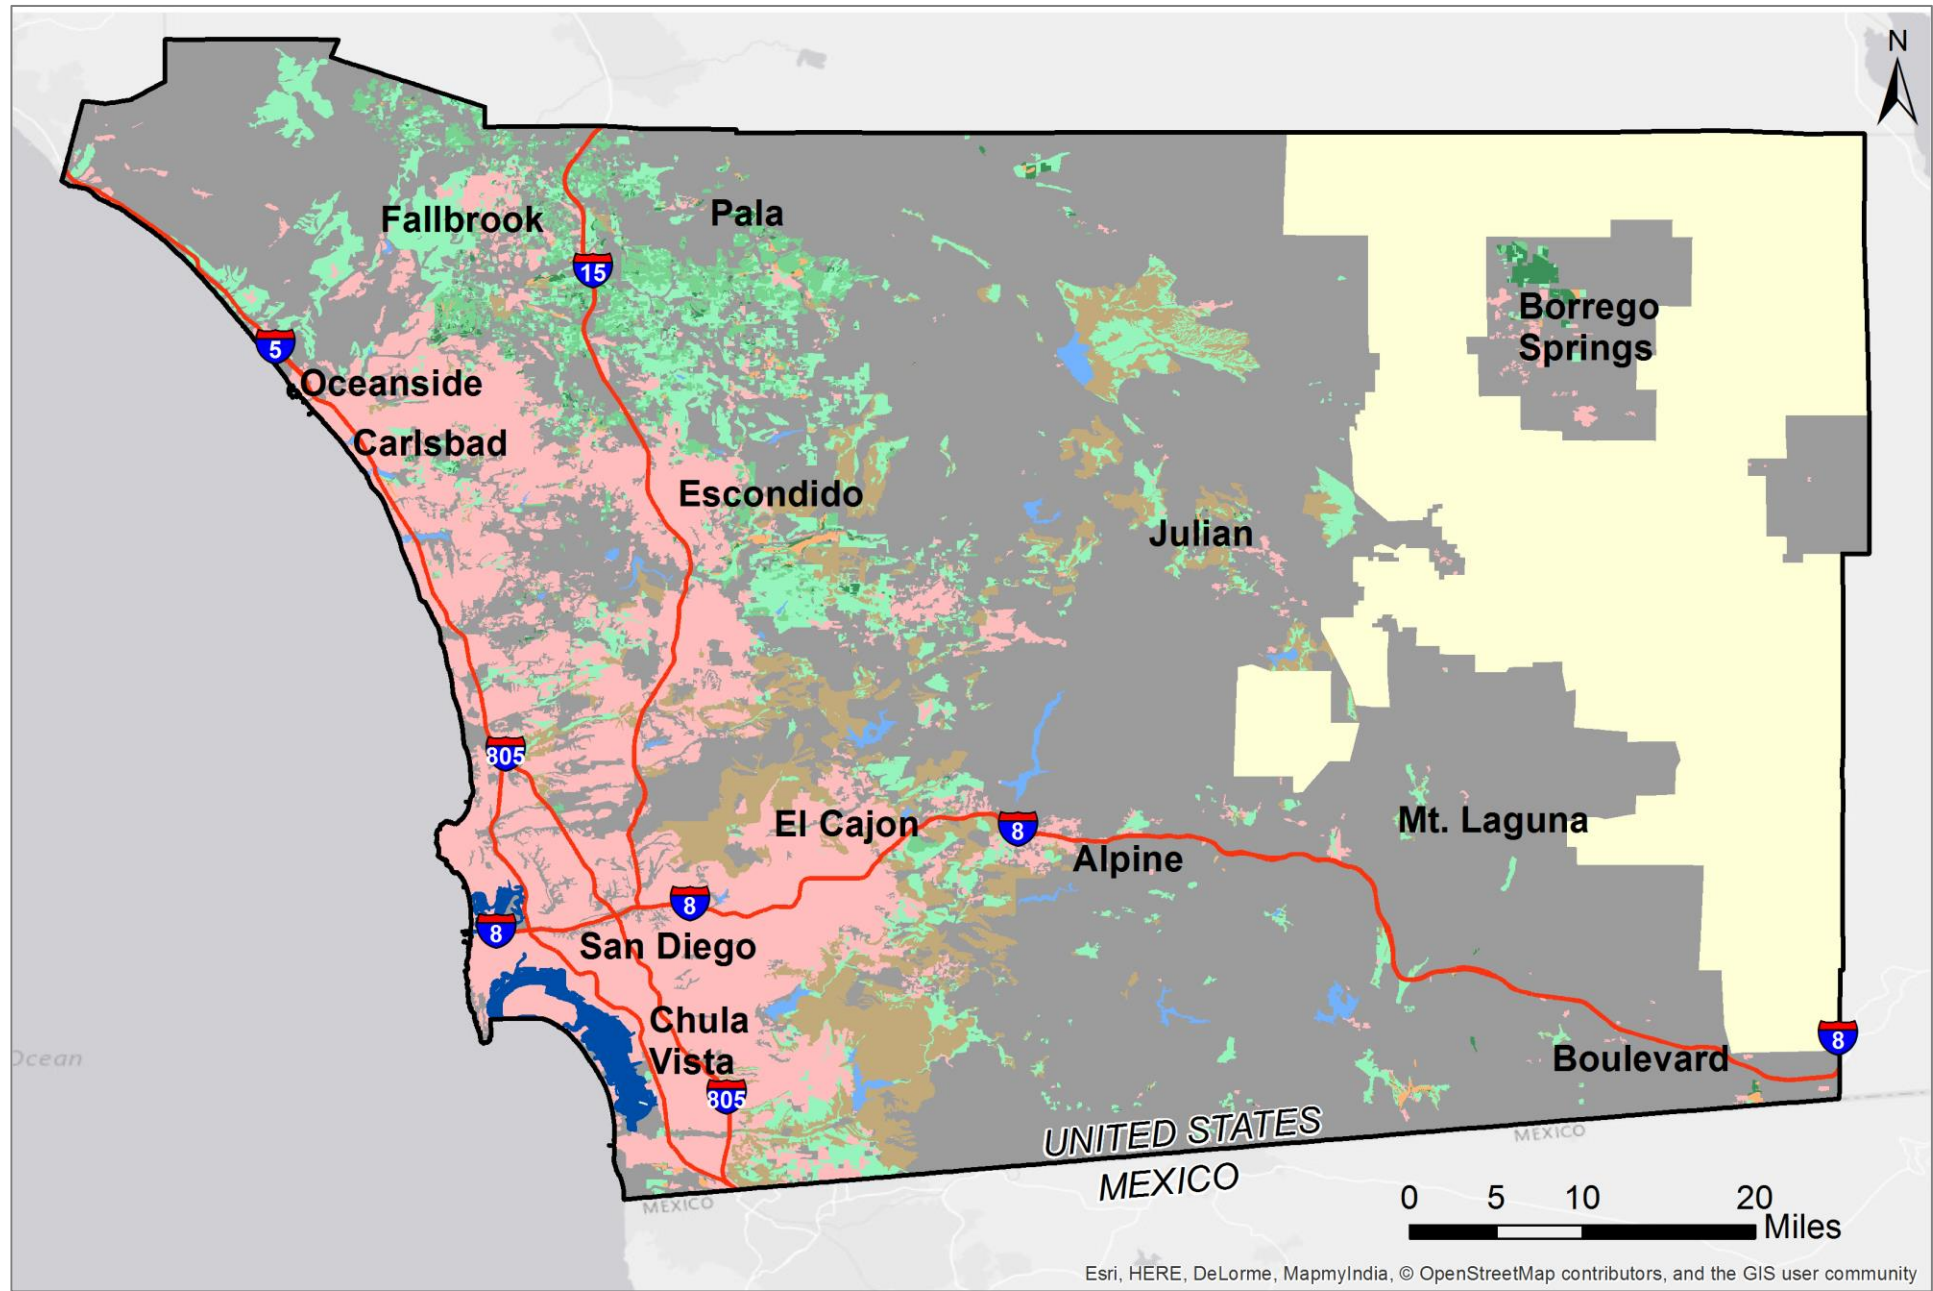 N
Fallbrook
Pala
15
Borrego
Springs
5
Oceanside
Carlsbad
Escondido
Julian
805
El Cajon
8
Mt. Laguna
Alpine
8
8
San Diego
Chula
Vista
8
Ocean
Boulevard
805
UNITED STATES
MEXICO
MEXICO
MEXICO
0 5 10 20
Miles
Esri, HERE, DeLorme, MapmyIndia, © OpenStreetMap contributors, and the GIS user community